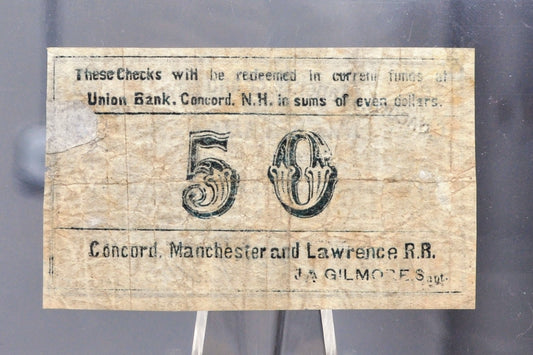 These Checks will be redeemed in current funds at
Union Bank. Concord. N.H. in sums of even dollars.
50
Concord, Manchester and Lawrence R.R.
J.A GILMORE Supt.